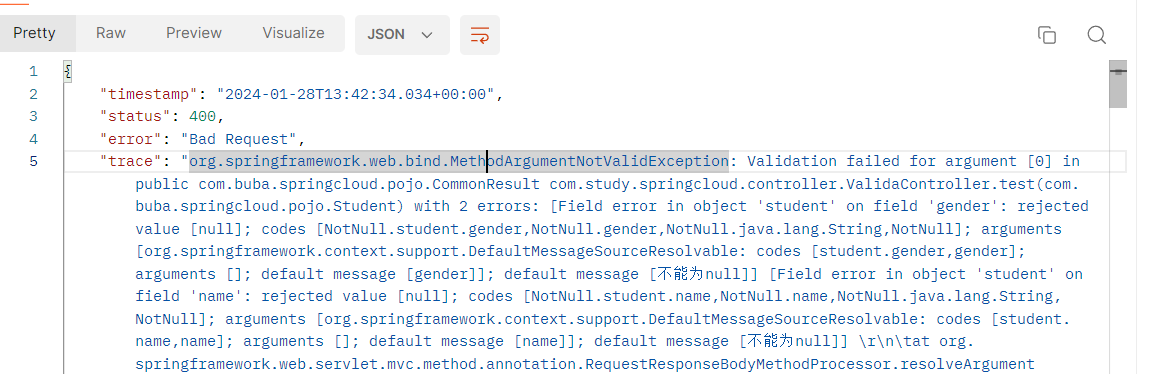 Pretty Raw Preview Visualize JSON
1 {
2 "timestamp": "2024-01-28T13:42:34.034+00:00",
3 "status": 400,
4 "error": "Bad Request",
5 "trace": "org.springframework.web.bind.MethodArgumentNotValidException: Validation failed for argument [0] in
public com.buba.springcloud.pojo.CommonResult com.study.springcloud.controller.ValidaController.test(com.
buba.springcloud.pojo.Student) with 2 errors: [Field error in object 'student' on field 'gender': rejected
value [null]; codes [NotNull.student.gender,NotNull.gender,NotNull.java.lang.String,NotNull]; arguments
[org.springframework.context.support.DefaultMessageSourceResolvable: codes [student.gender,gender];
arguments []; default message [gender]]; default message [不能为null]] [Field error in object 'student' on
field 'name': rejected value [null]; codes [NotNull.student.name,NotNull.name,NotNull.java.lang.String,
NotNull]; arguments [org.springframework.context.support.DefaultMessageSourceResolvable: codes [student.
name,name]; arguments []; default message [name]]; default message [不能为null]] \r\n\tat org.
springframework.web.servlet.mvc.method.annotation.RequestResponseBodyMethodProcessor.resolveArgument